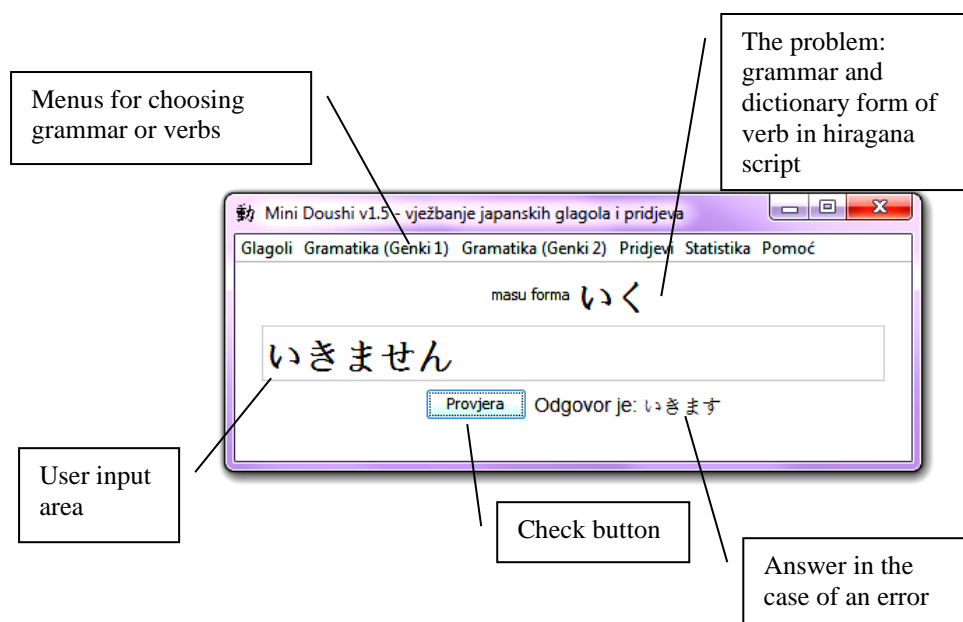 The problem:
grammar and
dictionary form of
verb in hiragana
script
Menus for choosing
grammar or verbs
動 Mini Doushi v1.5 - vježbanje japanskih glagola i pridjeva
Glagoli Gramatika (Genki 1) Gramatika (Genki 2) Pridjevi Statistika Pomoć
masu forma いく
いきません
Provjera Odgovor je: いきます
User input
area
Check button
Answer in the
case of an error